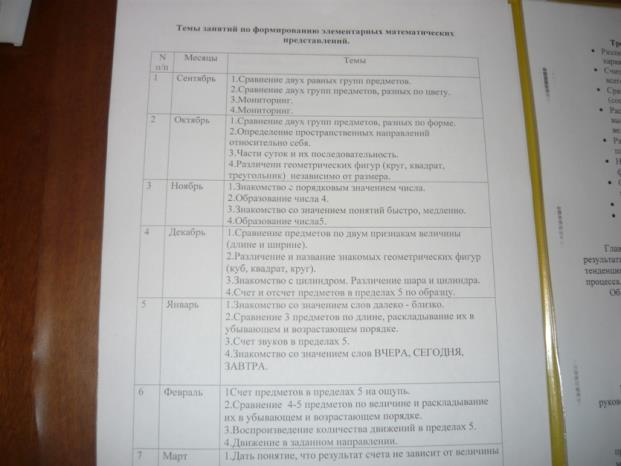 Темы занятий по формированию элементарных математических
представлений.
N п/п Месяцы Темы
1 Сентябрь 1.Сравнение двух равных групп предметов.
2.Сравнение двух групп предметов, разных по цвету.
3.Мониторинг.
4.Мониторинг.
2 Октябрь 1.Сравнение двух групп предметов, разных по форме.
2.Определение пространственных направлений
относительно себя.
3.Части суток и их последовательность.
4.Различени геометрических фигур (круг, квадрат,
треугольник) независимо от размера.
3 Ноябрь 1.Знакомство с порядковым значением числа.
2.Образование числа 4.
3.Знакомство со значением понятий быстро, медленно.
4.Образование числа5.
4 Декабрь 1.Сравнение предметов по двум признакам величины
(длине и ширине).
2.Различение и название знакомых геометрических фигур
(куб, квадрат, круг).
3.Знакомство с цилиндром. Различение шара и цилиндра.
4.Счет и отсчет предметов в пределах 5 по образцу.
5 Январь 1.Знакомство со значением слов далеко - близко.
2.Сравнение 3 предметов по длине, раскладывание их в
убывающем и возрастающем порядке.
3.Счет звуков в пределах 5.
4.Знакомство со значением слов ВЧЕРА, СЕГОДНЯ,
ЗАВТРА.
6 Февраль 1Счет предметов в пределах 5 на ощупь.
2.Сравнение 4-5 предметов по величине и раскладывание
их в убывающем и возрастающем порядке.
3.Воспроизведение количества движений в пределах 5.
4.Движение в заданном направлении.
7 Март 1.Дать понятие, что результат счета не зависит от величины
Глав
результати
тенденции
процесса,
Об
руков